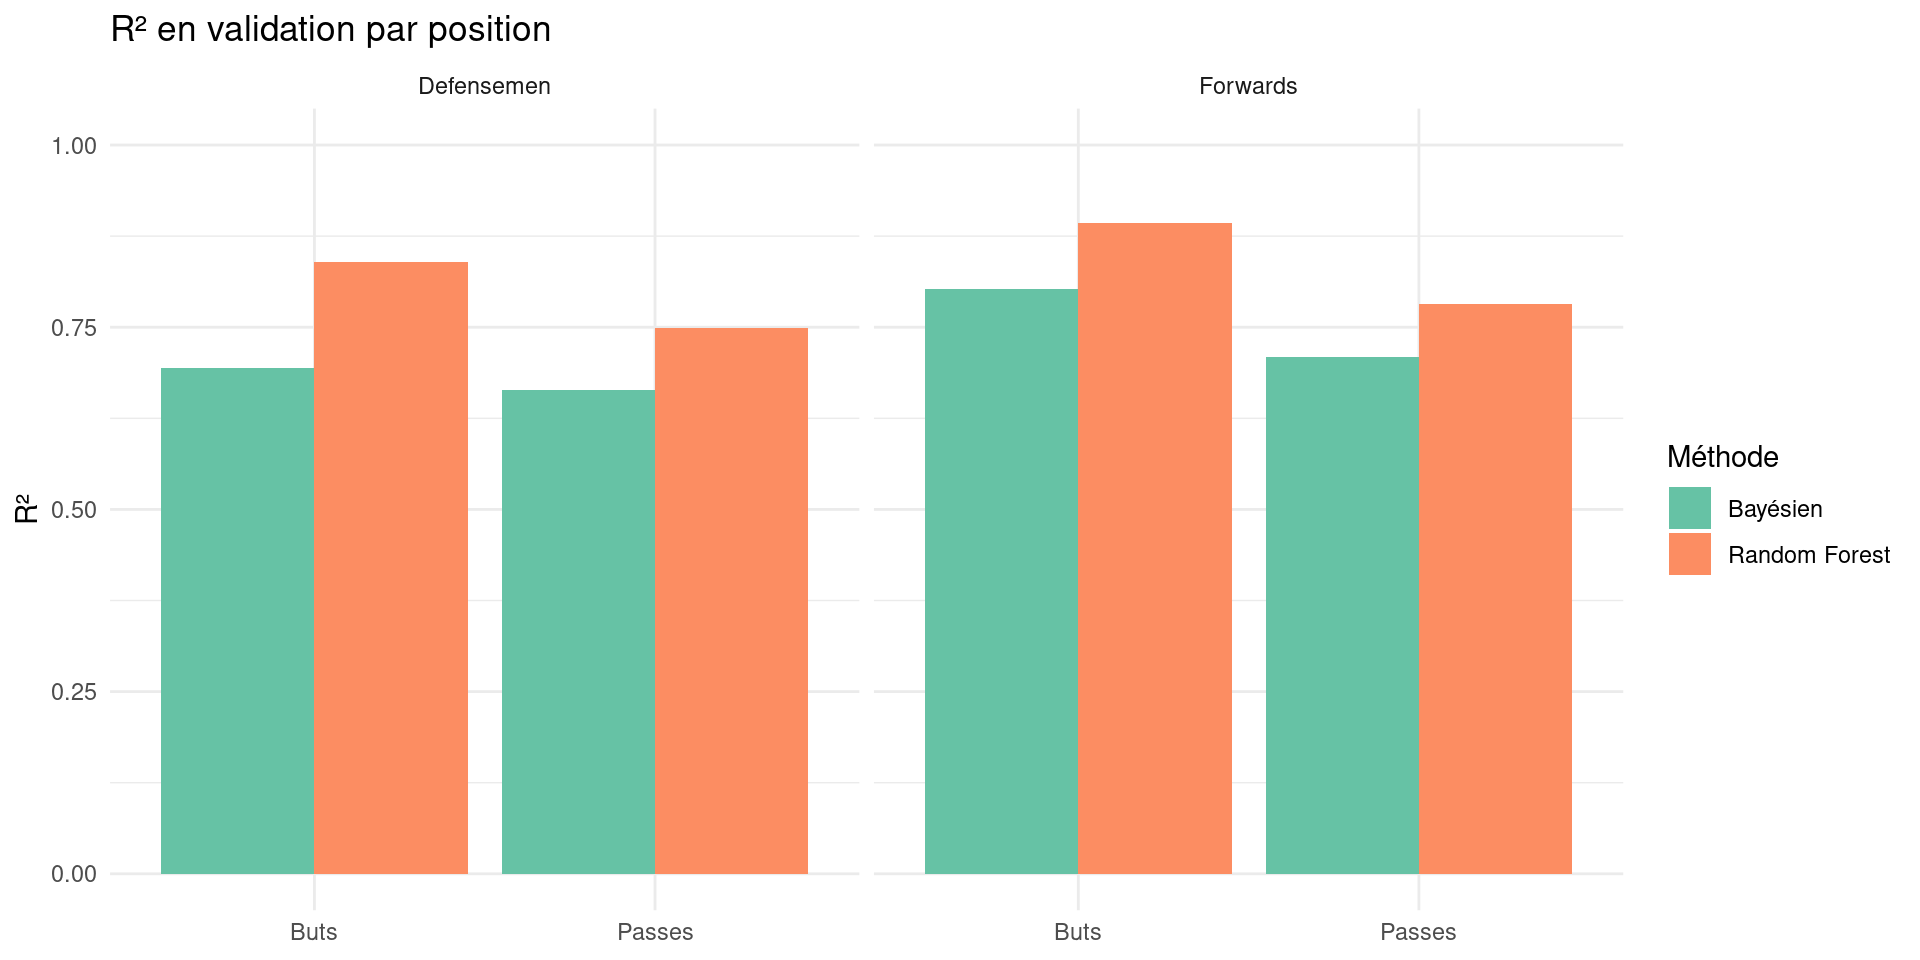 R² en validation par position
Defensemen
Forwards
1.00
0.75
0.50
0.25
0.00
R²
Buts
Passes
Buts
Passes
Méthode
Bayésien
Random Forest